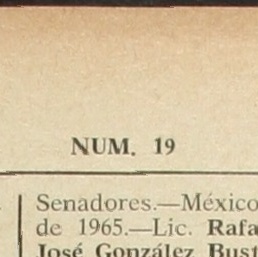 NUM. 19
Senadores.—México
de 1965.—Lic.
José González